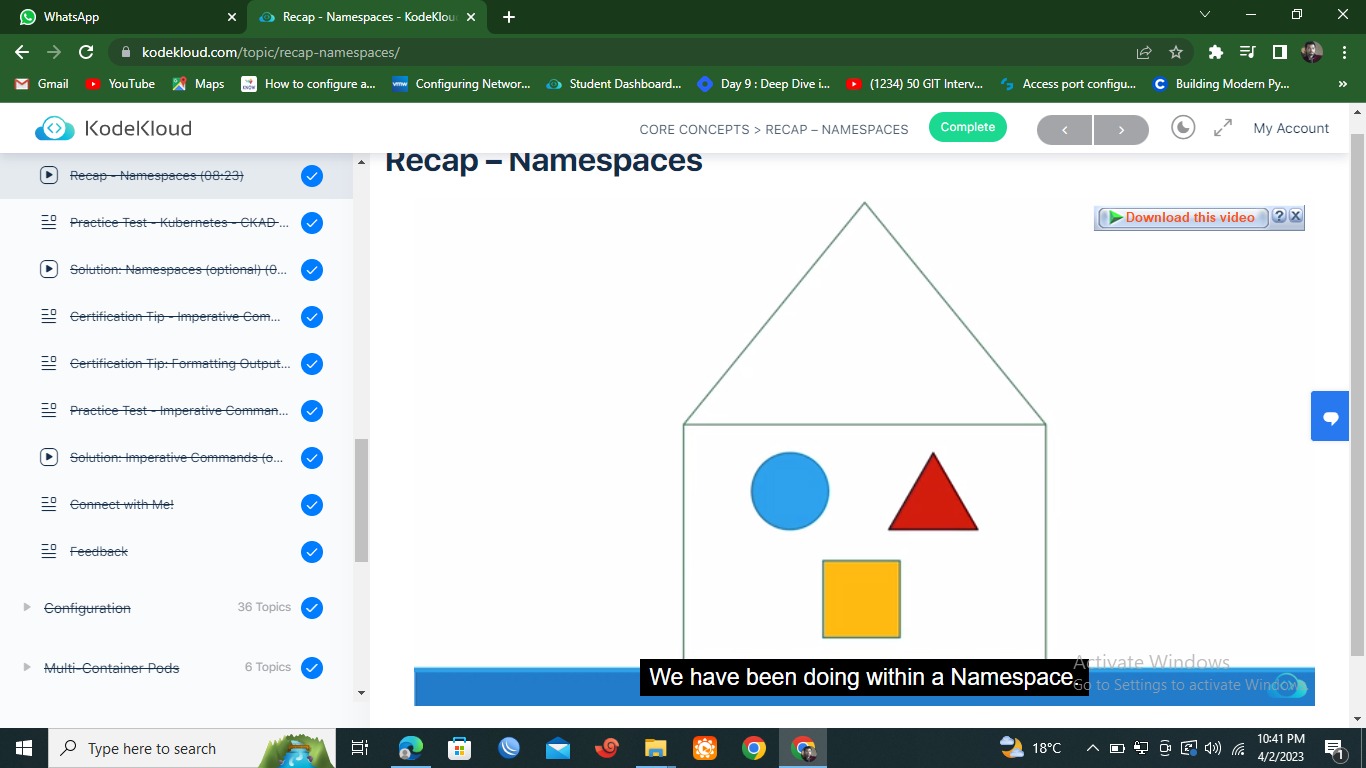 WhatsApp
Recap - Namespaces - KodeKlou
kodekloud.com/topic/recap-namespaces/
Gmail
YouTube
Maps
How to configure a...
Configuring Networ...
Student Dashboard...
Day 9 : Deep Dive i...
(1234) 50 GIT Interv...
Access port configu...
Building Modern Py...
»
KodeKloud
CORE CONCEPTS > RECAP – NAMESPACES
Complete
My Account
Recap - Namespaces (08:23)
Practice Test - Kubernetes - CKAD ...
Solution: Namespaces (optional) (0...
Certification Tip - Imperative Com...
Certification Tip: Formatting Output...
Practice Test - Imperative Comman...
Solution: Imperative Commands (o...
Connect with Me!
Feedback
Configuration 36 Topics
Multi-Container Pods 6 Topics
Recap – Namespaces
Download this video
We have been doing within a Namespace.
Activate Windows
Go to Settings to activate Windows.
Type here to search
18°C
10:41 PM
4/2/2023
1